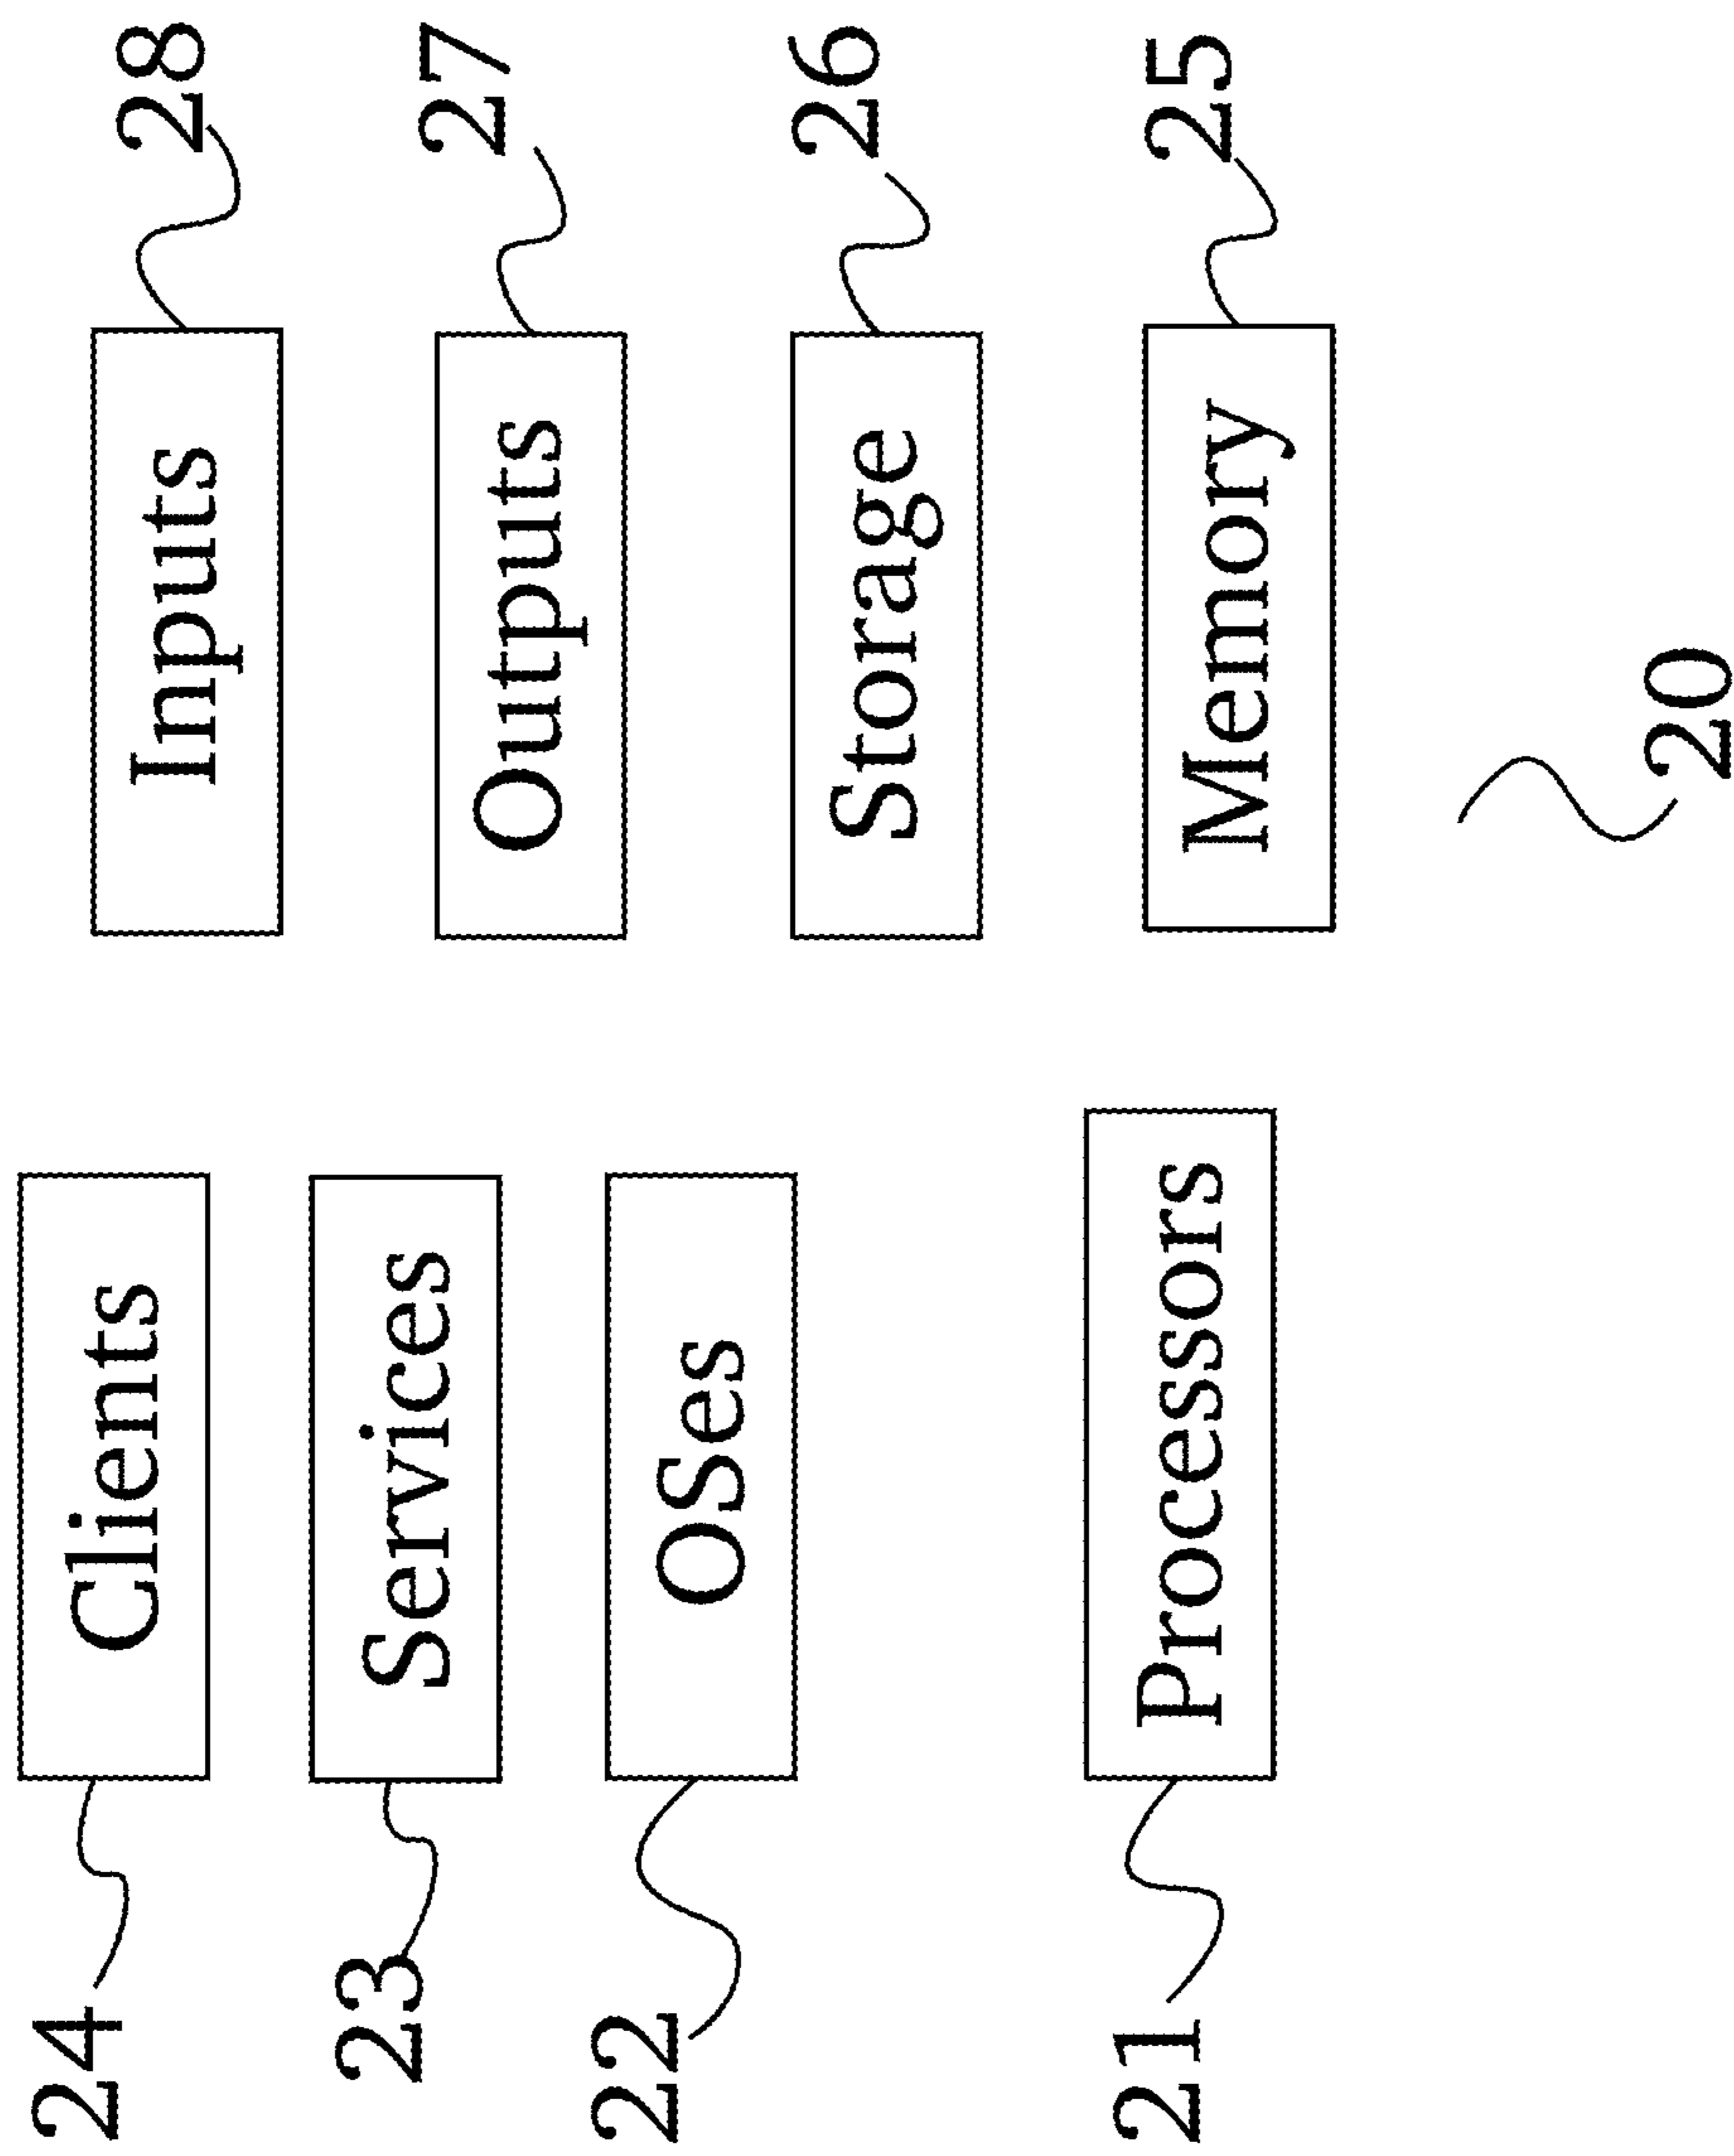 24 Clients
Inputs 28
23 Services
Outputs 27
22 OSes
Storage 26
21 Processors
Memory 25
20